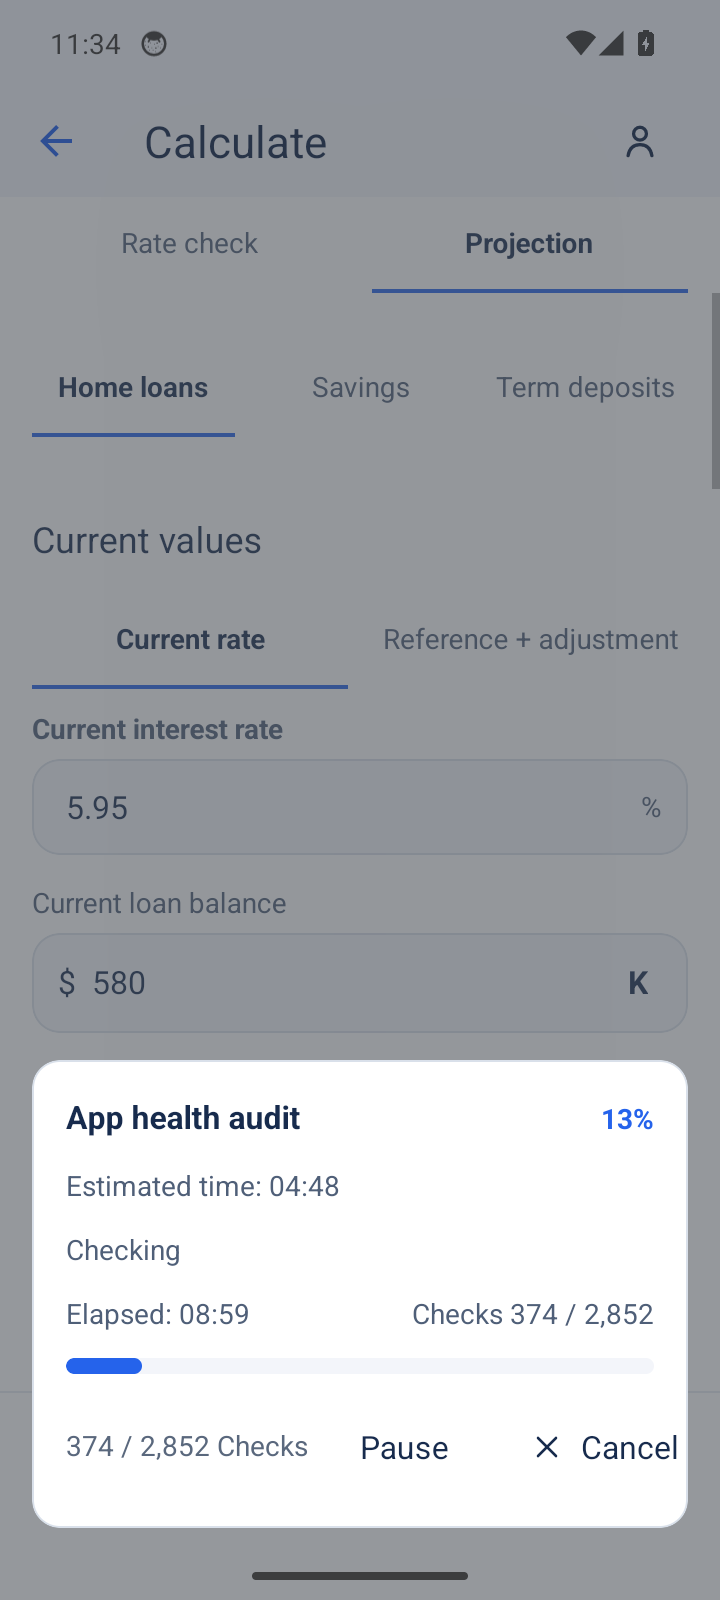 11:34
Calculate
Rate check Projection
Home loans Savings Term deposits
Current values
Current rate Reference + adjustment
Current interest rate
5.95 %
Current loan balance
$ 580 K
App health audit 13%
Estimated time: 04:48
Checking
Elapsed: 08:59 Checks 374 / 2,852
374 / 2,852 Checks Pause Cancel